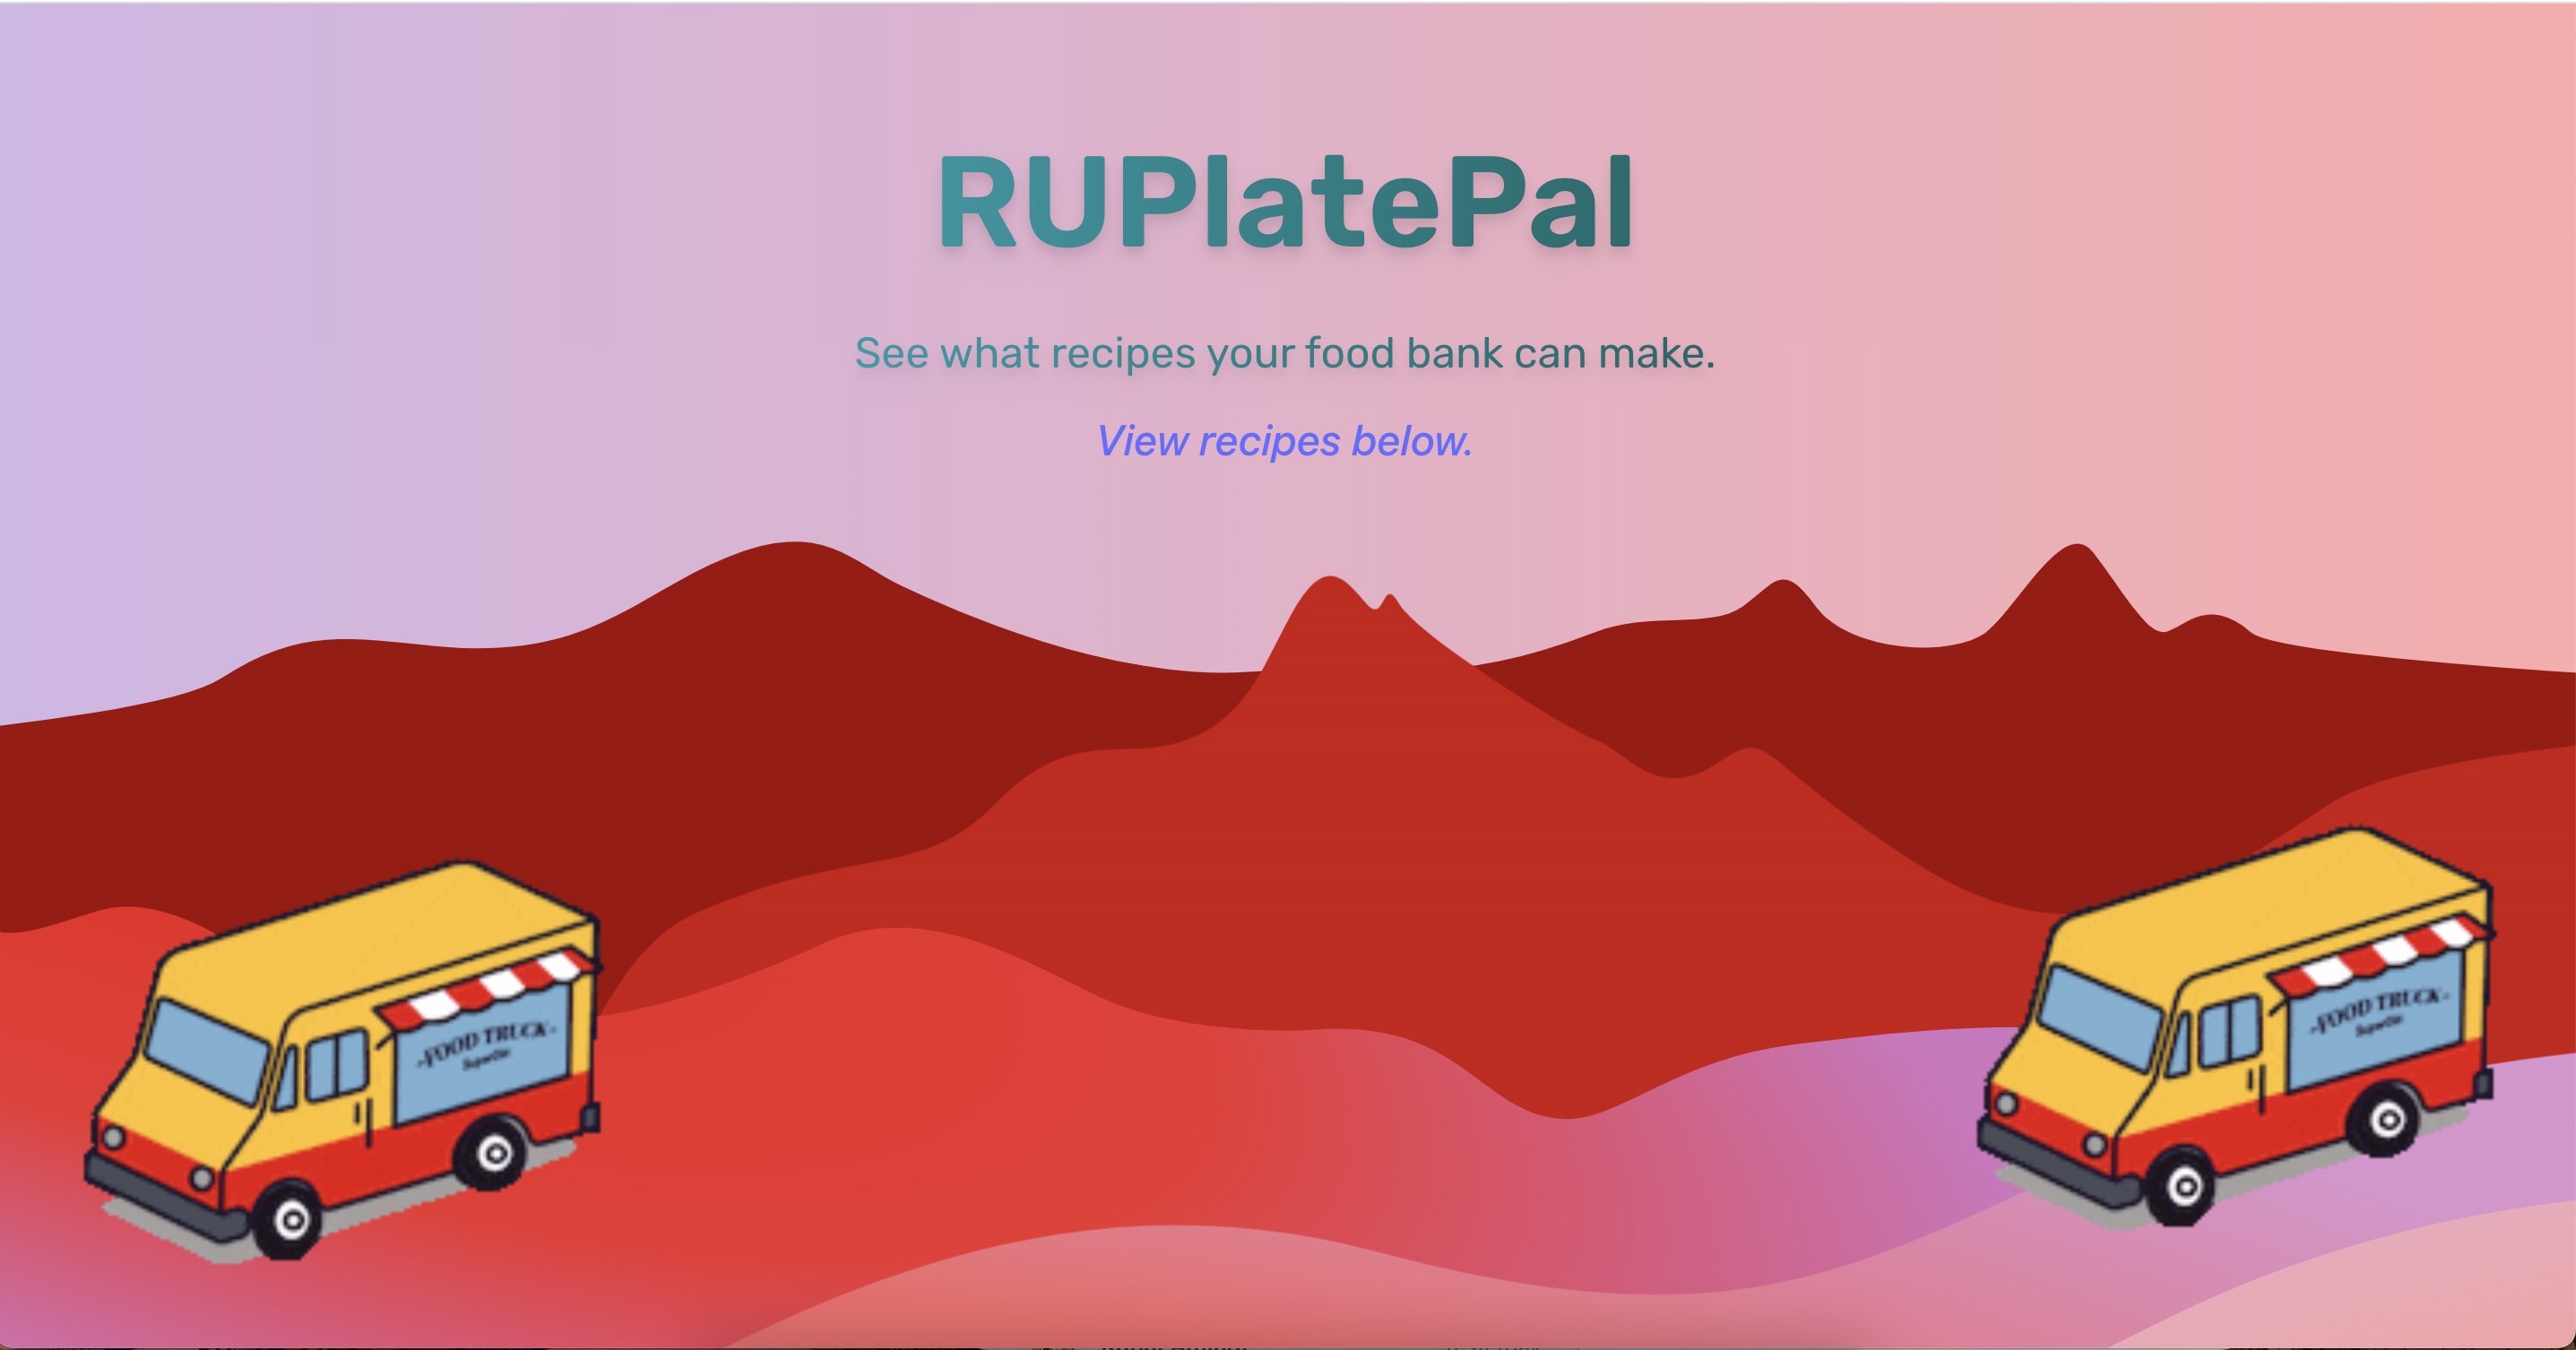 RUPlatePal
See what recipes your food bank can make.
View recipes below.
-FOOD TRUCK-
-FOOD TRUCK-